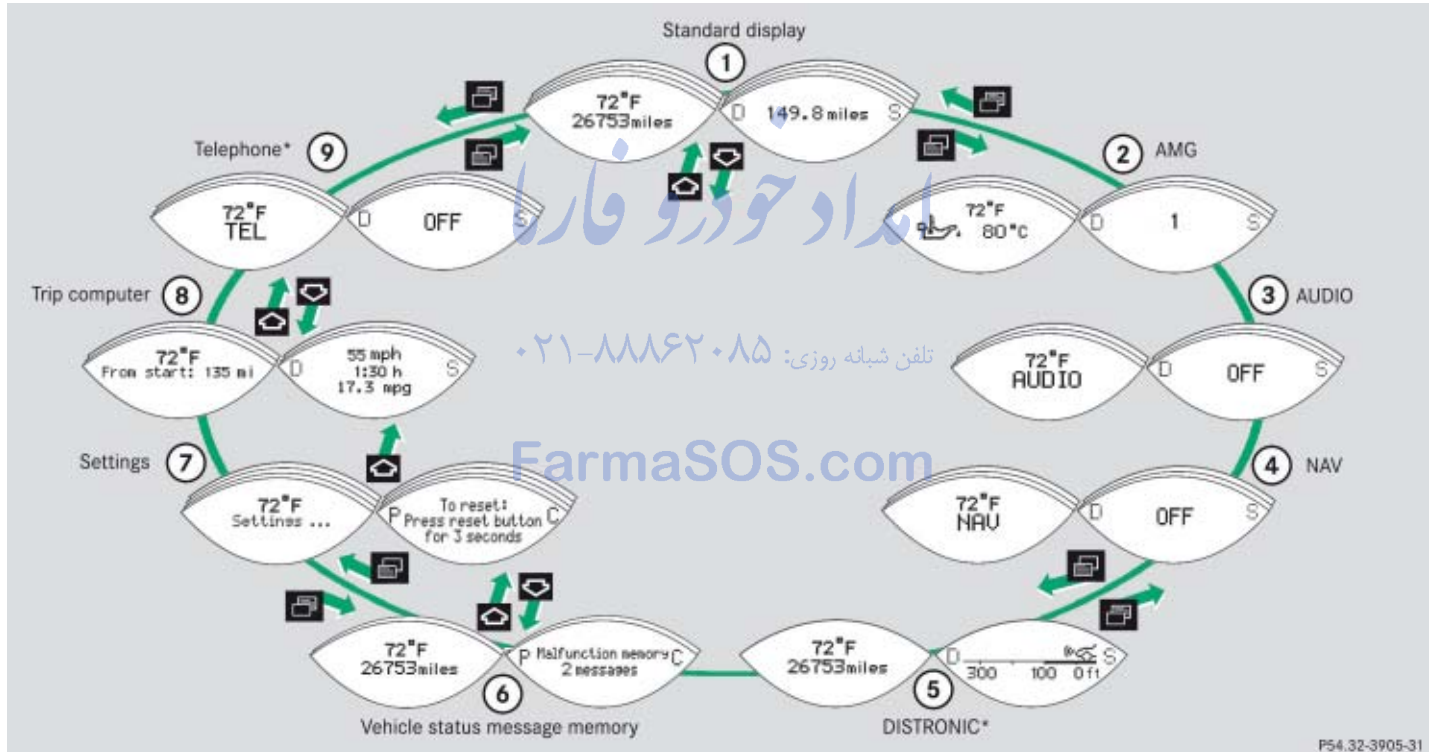 Standard display
1
72°F
26753miles
D 149.8 miles S
2 AMG
72°F
80°C
D 1 S
3 AUDIO
72°F
AUDIO
D OFF S
4 NAV
72°F
NAV
D OFF S
72°F
26753miles
D S
300 100 0 ft
5
DISTRONIC*
72°F
26753miles
P Malfunction memory C
2 messages
6
Vehicle status message memory
Settings 7
72°F
Settings ...
To reset:
P Press reset button C
for 3 seconds
Trip computer 8
72°F
From start: 135 mi
55 mph
D 1:30 h S
17.3 mpg
Telephone* 9
72°F
TEL
D OFF S
امداد خودرو فارما
تلفن شبانه روزی: ۰۲۱-۸۸۸۶۲۰۸۵
FarmaSOS.com
P54.32-3905-31